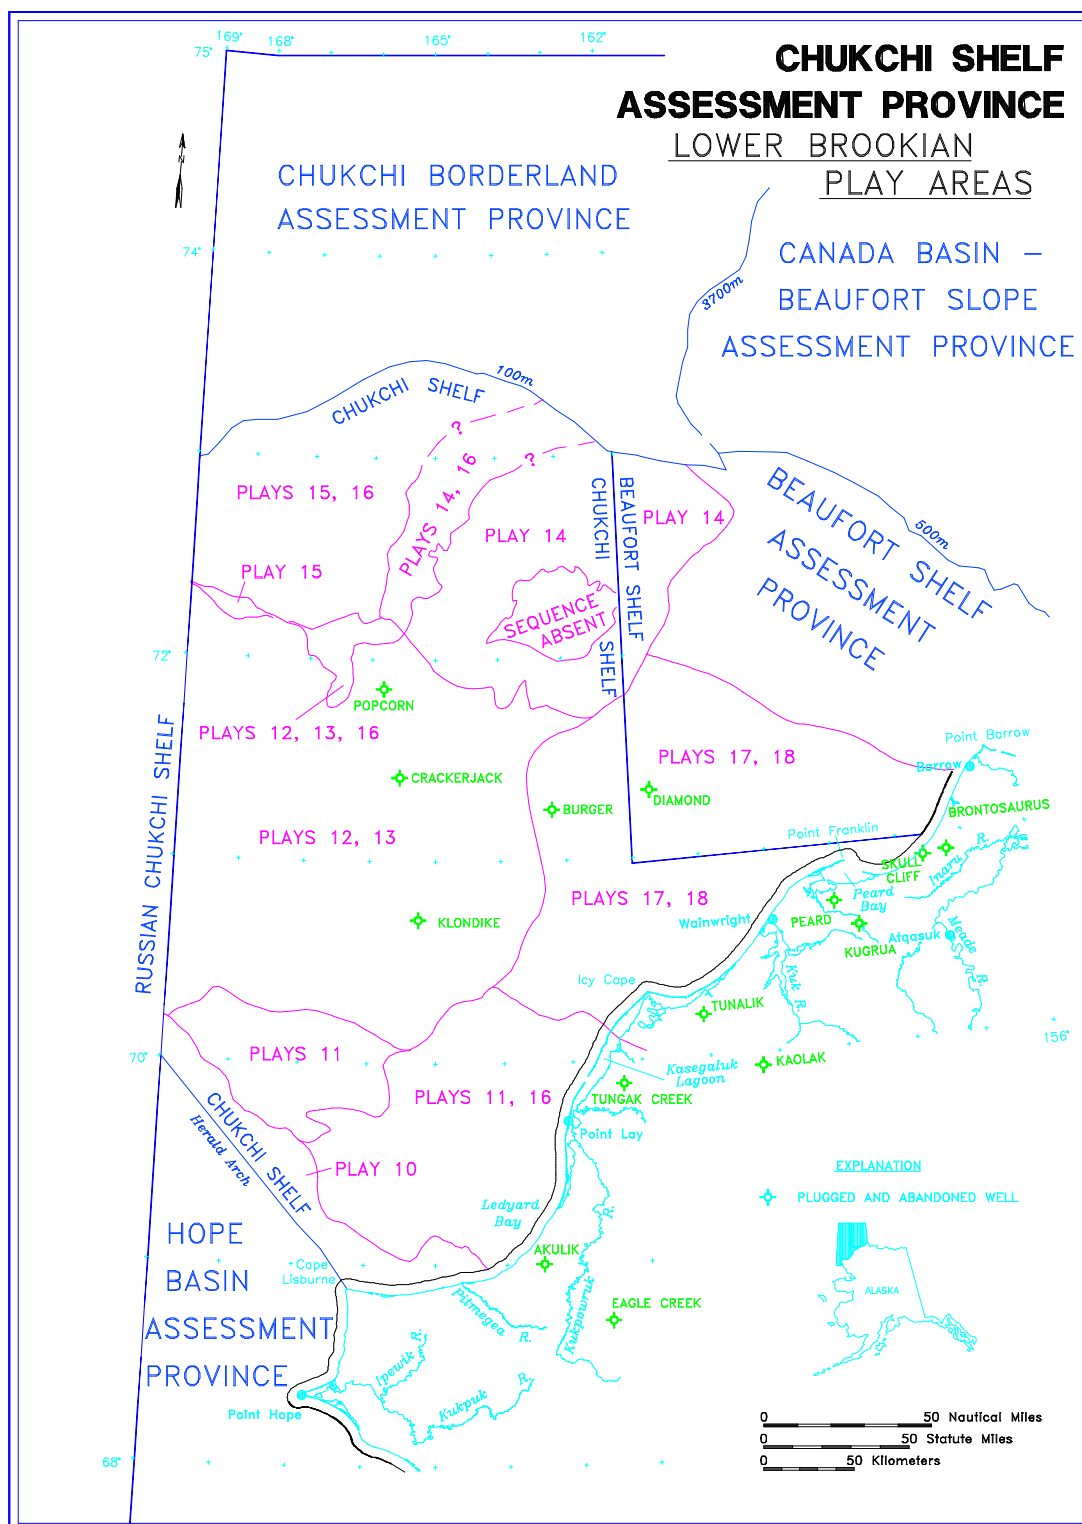 169°
168°
165°
162°
75°
CHUKCHI SHELF
ASSESSMENT PROVINCE
LOWER BROOKIAN
PLAY AREAS
N
CHUKCHI BORDERLAND
ASSESSMENT PROVINCE
74°
CANADA BASIN –
BEAUFORT SLOPE
ASSESSMENT PROVINCE
3700m
100m
CHUKCHI SHELF
?
?
PLAYS 15, 16
PLAYS 14, 16
PLAY 14
PLAY 14
CHUKCHI SHELF
BEAUFORT SHELF
BEAUFORT SHELF
ASSESSMENT
PROVINCE
500m
PLAY 15
SEQUENCE
ABSENT
72°
POPCORN
PLAYS 12, 13, 16
RUSSIAN CHUKCHI SHELF
CRACKERJACK
BURGER
DIAMOND
PLAYS 17, 18
Point Barrow
Barrow
BRONTOSAURUS
Point Franklin
PLAYS 12, 13
SKULL
CLIFF
Inaru R.
Peard
Bay
PLAYS 17, 18
KLONDIKE
Wainwright
PEARD
KUGRUA
Atqasuk
Meade R.
Kuk R.
Icy Cape
TUNALIK
156°
70°
PLAYS 11
KAOLAK
Kasegaluk
Lagoon
PLAYS 11, 16
TUNGAK CREEK
Point Lay
CHUKCHI SHELF
Herald Arch
PLAY 10
EXPLANATION
PLUGGED AND ABANDONED WELL
Ledyard
Bay
HOPE
BASIN
ASSESSMENT
PROVINCE
AKULIK
Cape
Lisburne
ALASKA
EAGLE CREEK
Pitmegea R.
Kukpowruk R.
Ipewik R.
Kukpuk R.
Point Hope
68°
0 50 Nautical Miles
0 50 Statute Miles
0 50 Kilometers